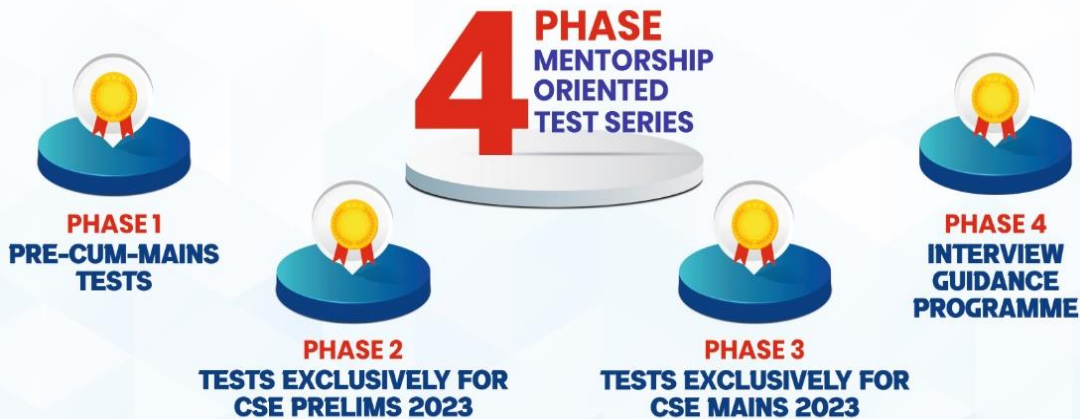 4 PHASE
MENTORSHIP
ORIENTED
TEST SERIES
PHASE 1
PRE-CUM-MAINS
TESTS
PHASE 2
TESTS EXCLUSIVELY FOR
CSE PRELIMS 2023
PHASE 3
TESTS EXCLUSIVELY FOR
CSE MAINS 2023
PHASE 4
INTERVIEW
GUIDANCE
PROGRAMME